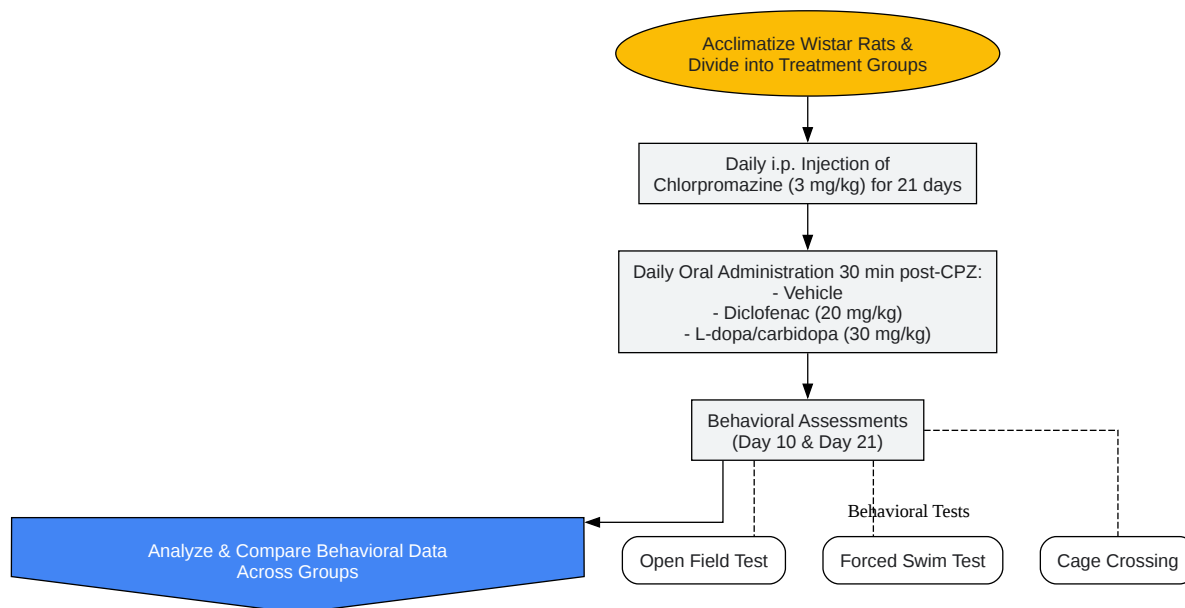 Acclimatize Wistar Rats &
Divide into Treatment Groups
Daily i.p. Injection of
Chlorpromazine (3 mg/kg) for 21 days
Daily Oral Administration 30 min post-CPZ:
- Vehicle
- Diclofenac (20 mg/kg)
- L-dopa/carbidopa (30 mg/kg)
Behavioral Assessments
(Day 10 & Day 21)
Behavioral Tests
Analyze & Compare Behavioral Data
Across Groups
Open Field Test
Forced Swim Test
Cage Crossing